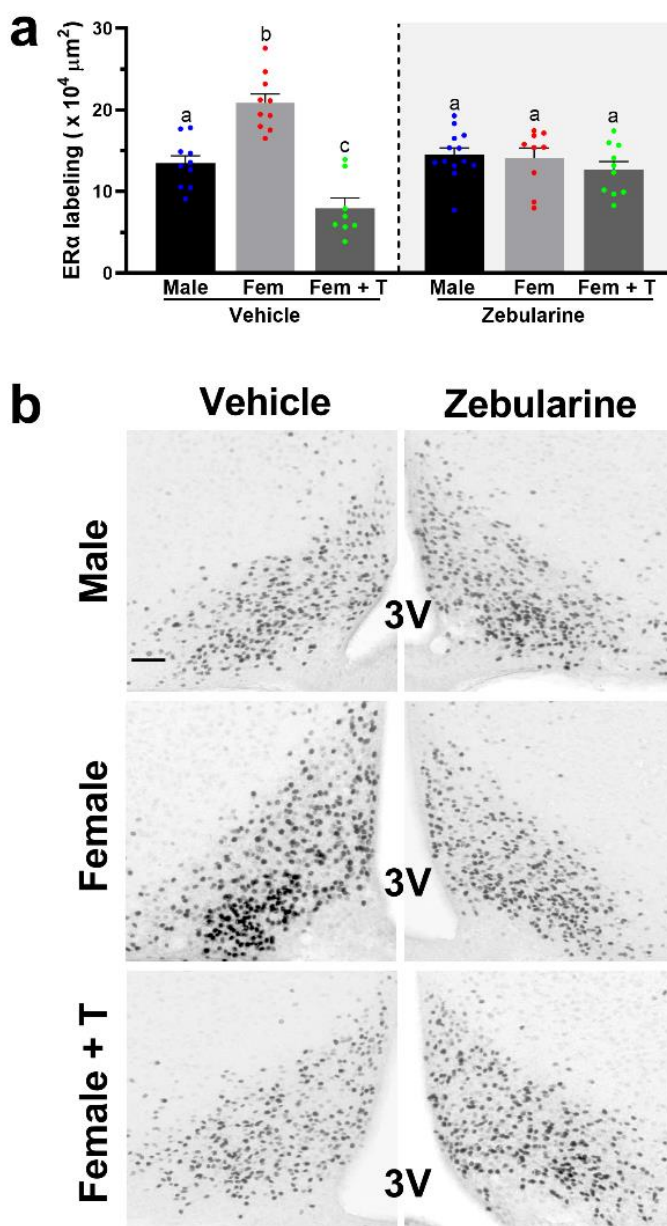 a
ERα labeling ( x 10⁴ μm²)
30
20
10
0
a
b
c
a
a
a
Male Fem Fem + T Male Fem Fem + T
Vehicle Zebularine
b
Vehicle Zebularine
Male
3V
Female
3V
Female + T
3V